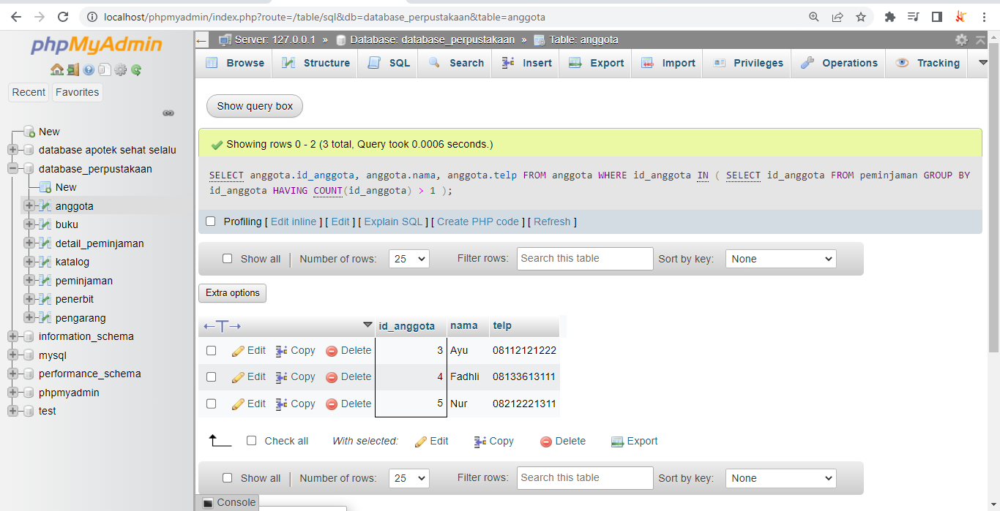 localhost/phpmyadmin/index.php?route=/table/sql&db=database_perpustakaan&table=anggota
phpMyAdmin
Recent Favorites
New
database apotek sehat selalu
database_perpustakaan
New
anggota
buku
detail_peminjaman
katalog
peminjaman
penerbit
pengarang
information_schema
mysql
performance_schema
phpmyadmin
test
Server: 127.0.0.1 » Database: database_perpustakaan » Table: anggota
Browse Structure SQL Search Insert Export Import Privileges Operations Tracking
Show query box
Showing rows 0 - 2 (3 total, Query took 0.0006 seconds.)
SELECT anggota.id_anggota, anggota.nama, anggota.telp FROM anggota WHERE id_anggota IN ( SELECT id_anggota FROM peminjaman GROUP BY
id_anggota HAVING COUNT(id_anggota) > 1 );
Profiling [ Edit inline ] [ Edit ] [ Explain SQL ] [ Create PHP code ] [ Refresh ]
Show all | Number of rows: 25 Filter rows: Search this table Sort by key: None
Extra options
←T→ id_anggota nama telp
Edit Copy Delete 3 Ayu 08112121222
Edit Copy Delete 4 Fadhli 08133613111
Edit Copy Delete 5 Nur 08212221311
Check all With selected: Edit Copy Delete Export
Show all | Number of rows: 25 Filter rows: Search this table Sort by key: None
Console